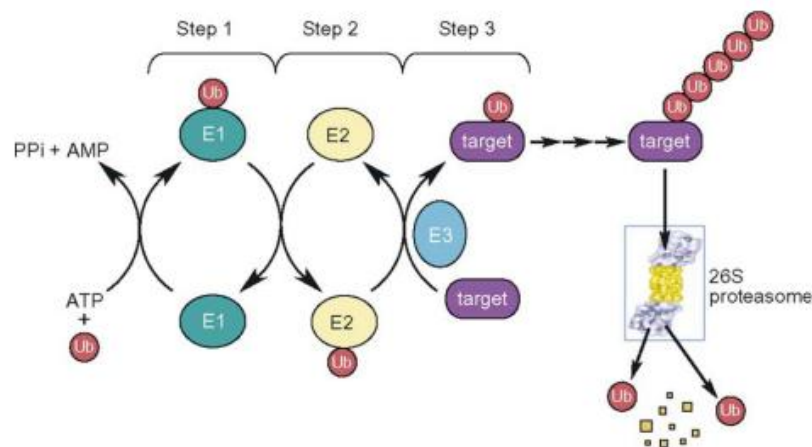 Step 1
Step 2
Step 3
Ub
Ub
Ub
E1
E2
target
target
PPi + AMP
E3
ATP
+
Ub
E1
E2
target
Ub
26S
proteasome
Ub
Ub
Ub
Ub
Ub
Ub